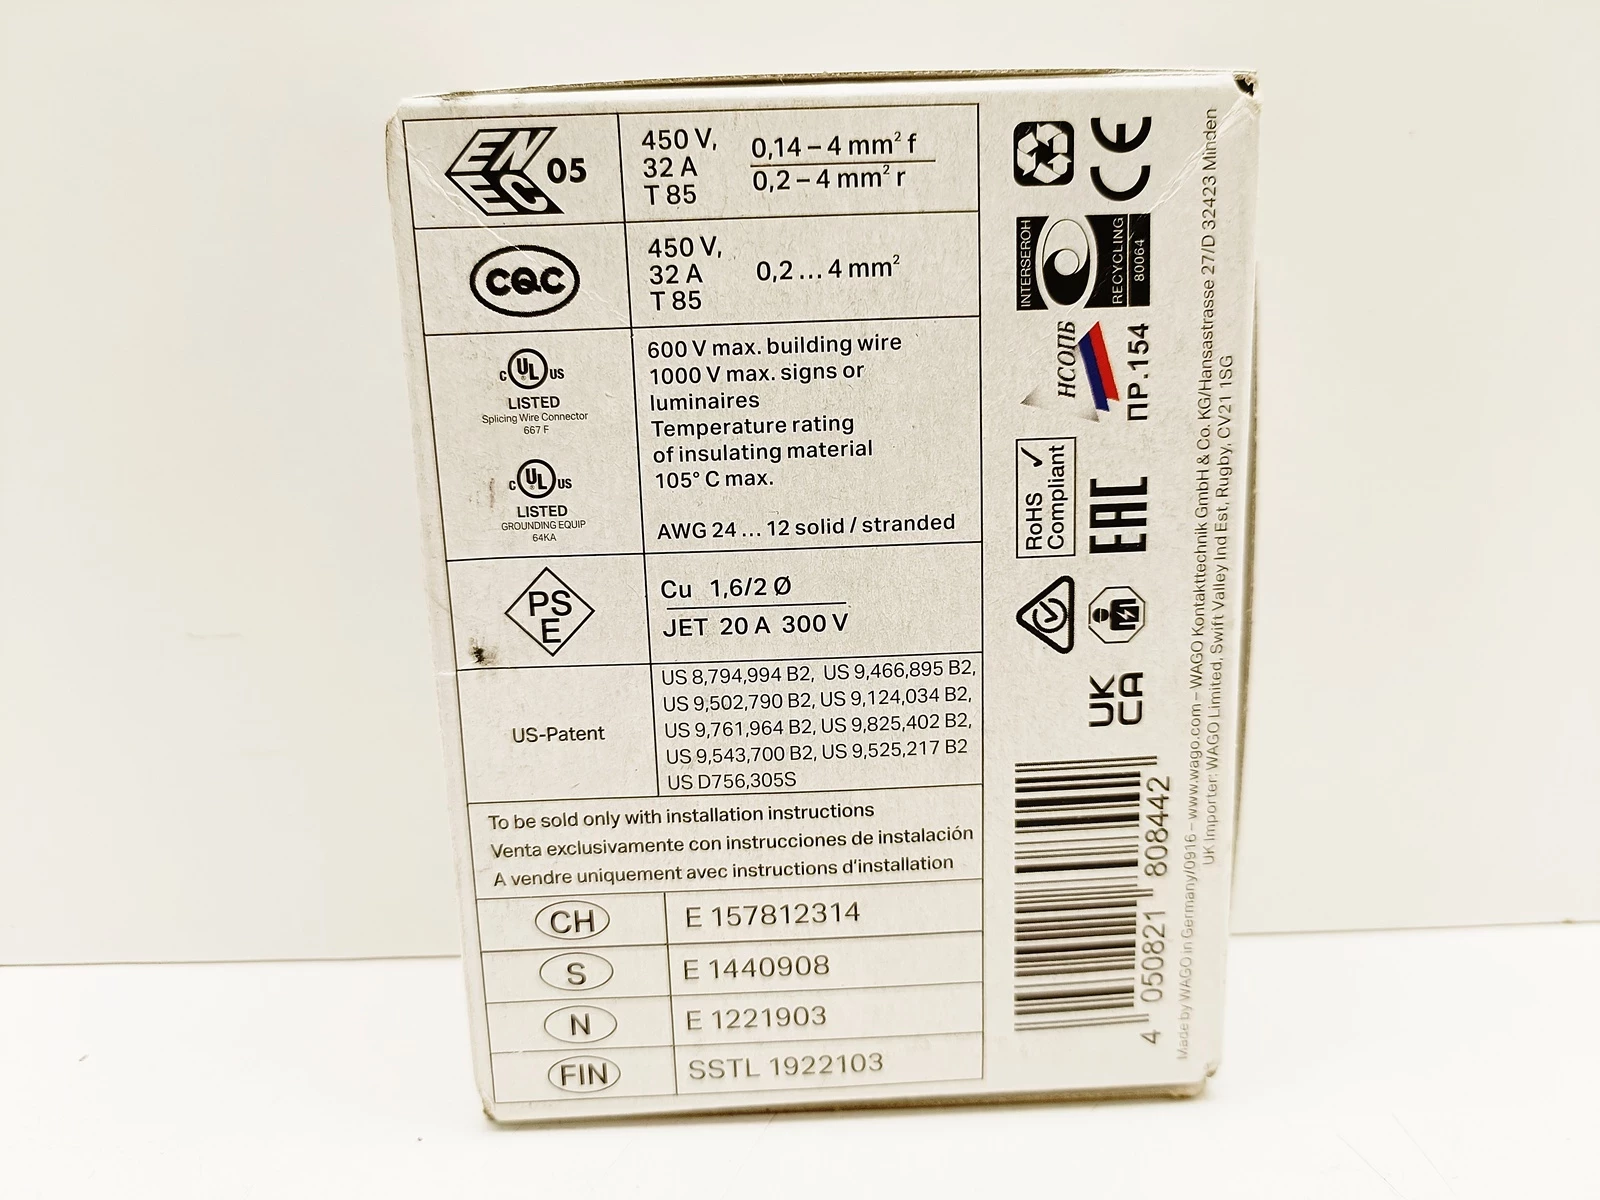 ENEC 05
450 V,
32 A
T 85
0,14 – 4 mm² f
0,2 – 4 mm² r
CQC
450 V,
32 A
T 85
0,2 ... 4 mm²
c UL ® US
LISTED
Splicing Wire Connector
667 F
c UL ® US
LISTED
GROUNDING EQUIP
64KA
600 V max. building wire
1000 V max. signs or
luminaires
Temperature rating
of insulating material
105° C max.
AWG 24 ... 12 solid / stranded
PS
E
Cu 1,6/2 Ø
JET 20 A 300 V
US-Patent
US 8,794,994 B2, US 9,466,895 B2,
US 9,502,790 B2, US 9,124,034 B2,
US 9,761,964 B2, US 9,825,402 B2,
US 9,543,700 B2, US 9,525,217 B2
US D756,305S
To be sold only with installation instructions
Venta exclusivamente con instrucciones de instalación
A vendre uniquement avec instructions d'installation
CH
E 157812314
S
E 1440908
N
E 1221903
FIN
SSTL 1922103
CE
INTERSEROH
RECYCLING
80064
НСОПБ
ПР.154
RoHS ✓
Compliant
EAC
UK
CA
4 050821 808442
Made by WAGO in Germany/0916 – www.wago.com – WAGO Kontakttechnik GmbH & Co. KG/Hansastrasse 27/D 32423 Minden
UK importer: WAGO Limited, Swift Valley Ind Est, Rugby, CV21 1SG